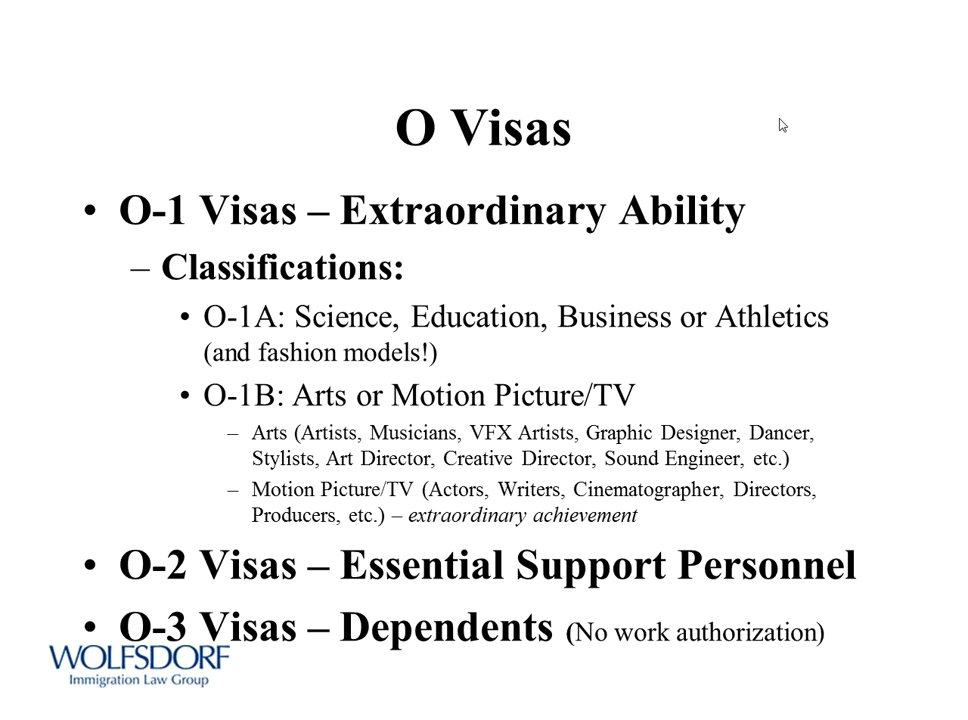 O Visas
• O-1 Visas – Extraordinary Ability
– Classifications:
• O-1A: Science, Education, Business or Athletics
(and fashion models!)
• O-1B: Arts or Motion Picture/TV
– Arts (Artists, Musicians, VFX Artists, Graphic Designer, Dancer,
Stylists, Art Director, Creative Director, Sound Engineer, etc.)
– Motion Picture/TV (Actors, Writers, Cinematographer, Directors,
Producers, etc.) – extraordinary achievement
• O-2 Visas – Essential Support Personnel
• O-3 Visas – Dependents (No work authorization)
WOLFSDORF
Immigration Law Group